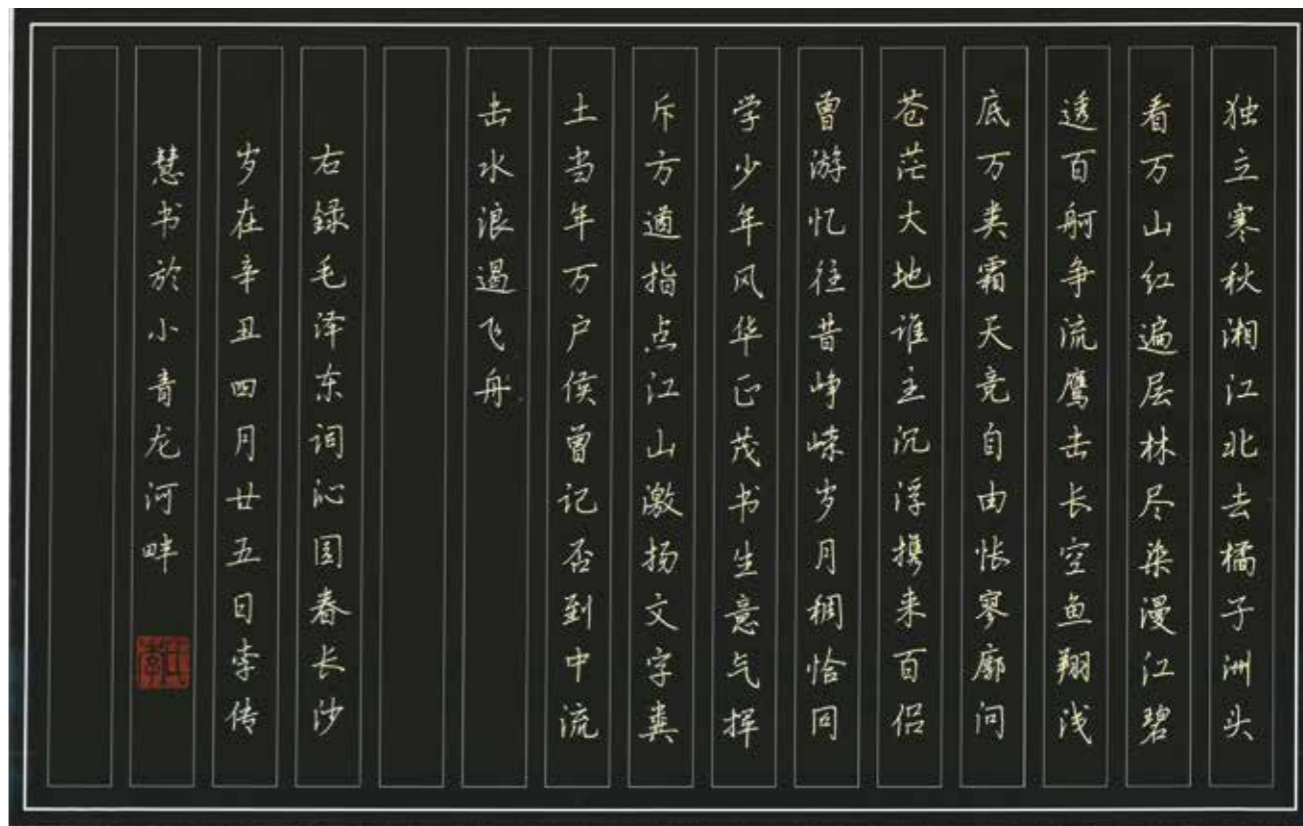 独立寒秋湘江北去橘子洲头
看万山红遍层林尽染漫江碧
透百舸争流鹰击长空鱼翔浅
底万类霜天竞自由怅寥廓问
苍茫大地谁主沉浮携来百侣
曾游忆往昔峥嵘岁月稠恰同
学少年风华正茂书生意气挥
斥方遒指点江山激扬文字粪
土当年万户侯曾记否到中流
击水浪遏飞舟
右録毛泽东词沁园春长沙
岁在辛丑四月廿五日李传
慧书於小青龙河畔